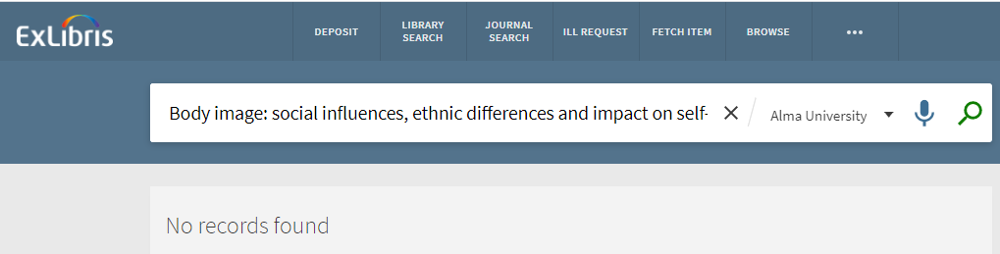 ExLibris
DEPOSIT
LIBRARY
SEARCH
JOURNAL
SEARCH
ILL REQUEST
FETCH ITEM
BROWSE
Body image: social influences, ethnic differences and impact on self-
Alma University
No records found